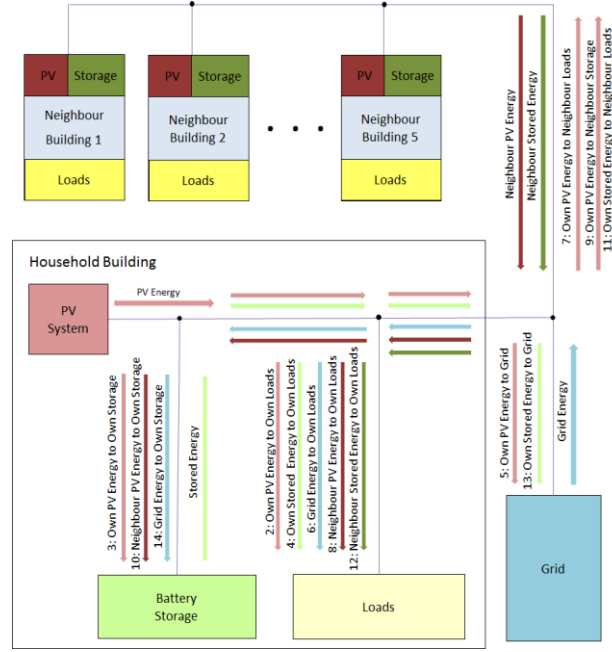 PV Storage
Neighbour
Building 1
Loads
PV Storage
Neighbour
Building 2
Loads
PV Storage
Neighbour
Building 5
Loads
Neighbour PV Energy
Neighbour Stored Energy
7: Own PV Energy to Neighbour Loads
9: Own PV Energy to Neighbour Storage
11: Own Stored Energy to Neighbour Loads
Household Building
PV
System
PV Energy
3: Own PV Energy to Own Storage
10: Neighbour PV Energy to Own Storage
14: Grid Energy to Own Storage
Stored Energy
2: Own PV Energy to Own Loads
4: Own Stored Energy to Own Loads
6: Grid Energy to Own Loads
8: Neighbour PV Energy to Own Loads
12: Neighbour Stored Energy to Own Loads
5: Own PV Energy to Grid
13: Own Stored Energy to Grid
Grid Energy
Battery
Storage
Loads
Grid